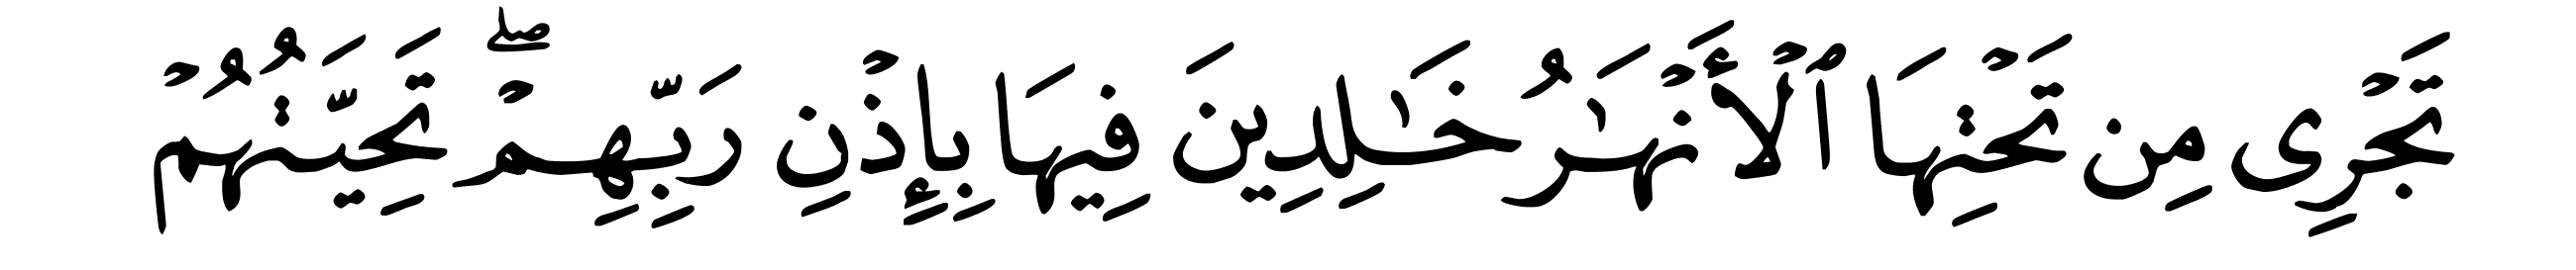 تَجۡرِي مِن تَحۡتِهَا ٱلۡأَنۡهَٰرُ خَٰلِدِينَ فِيهَا بِإِذۡنِ رَبِّهِمۡۖ تَحِيَّتُهُمۡ